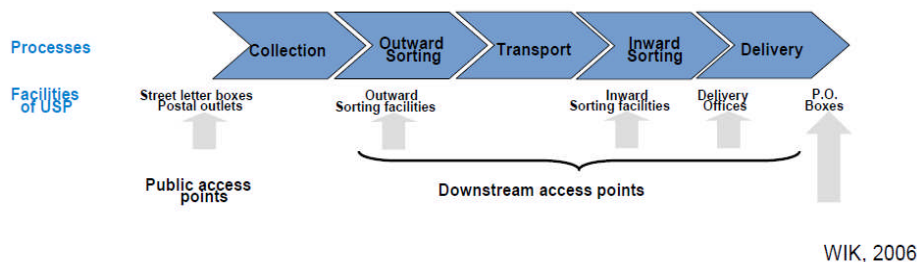 Processes
Collection
Outward
Sorting
Transport
Inward
Sorting
Delivery
Facilities
of USP
Street letter boxes
Postal outlets
Outward
Sorting facilities
Inward
Sorting facilities
Delivery
Offices
P.O.
Boxes
Public access
points
Downstream access points
WIK, 2006